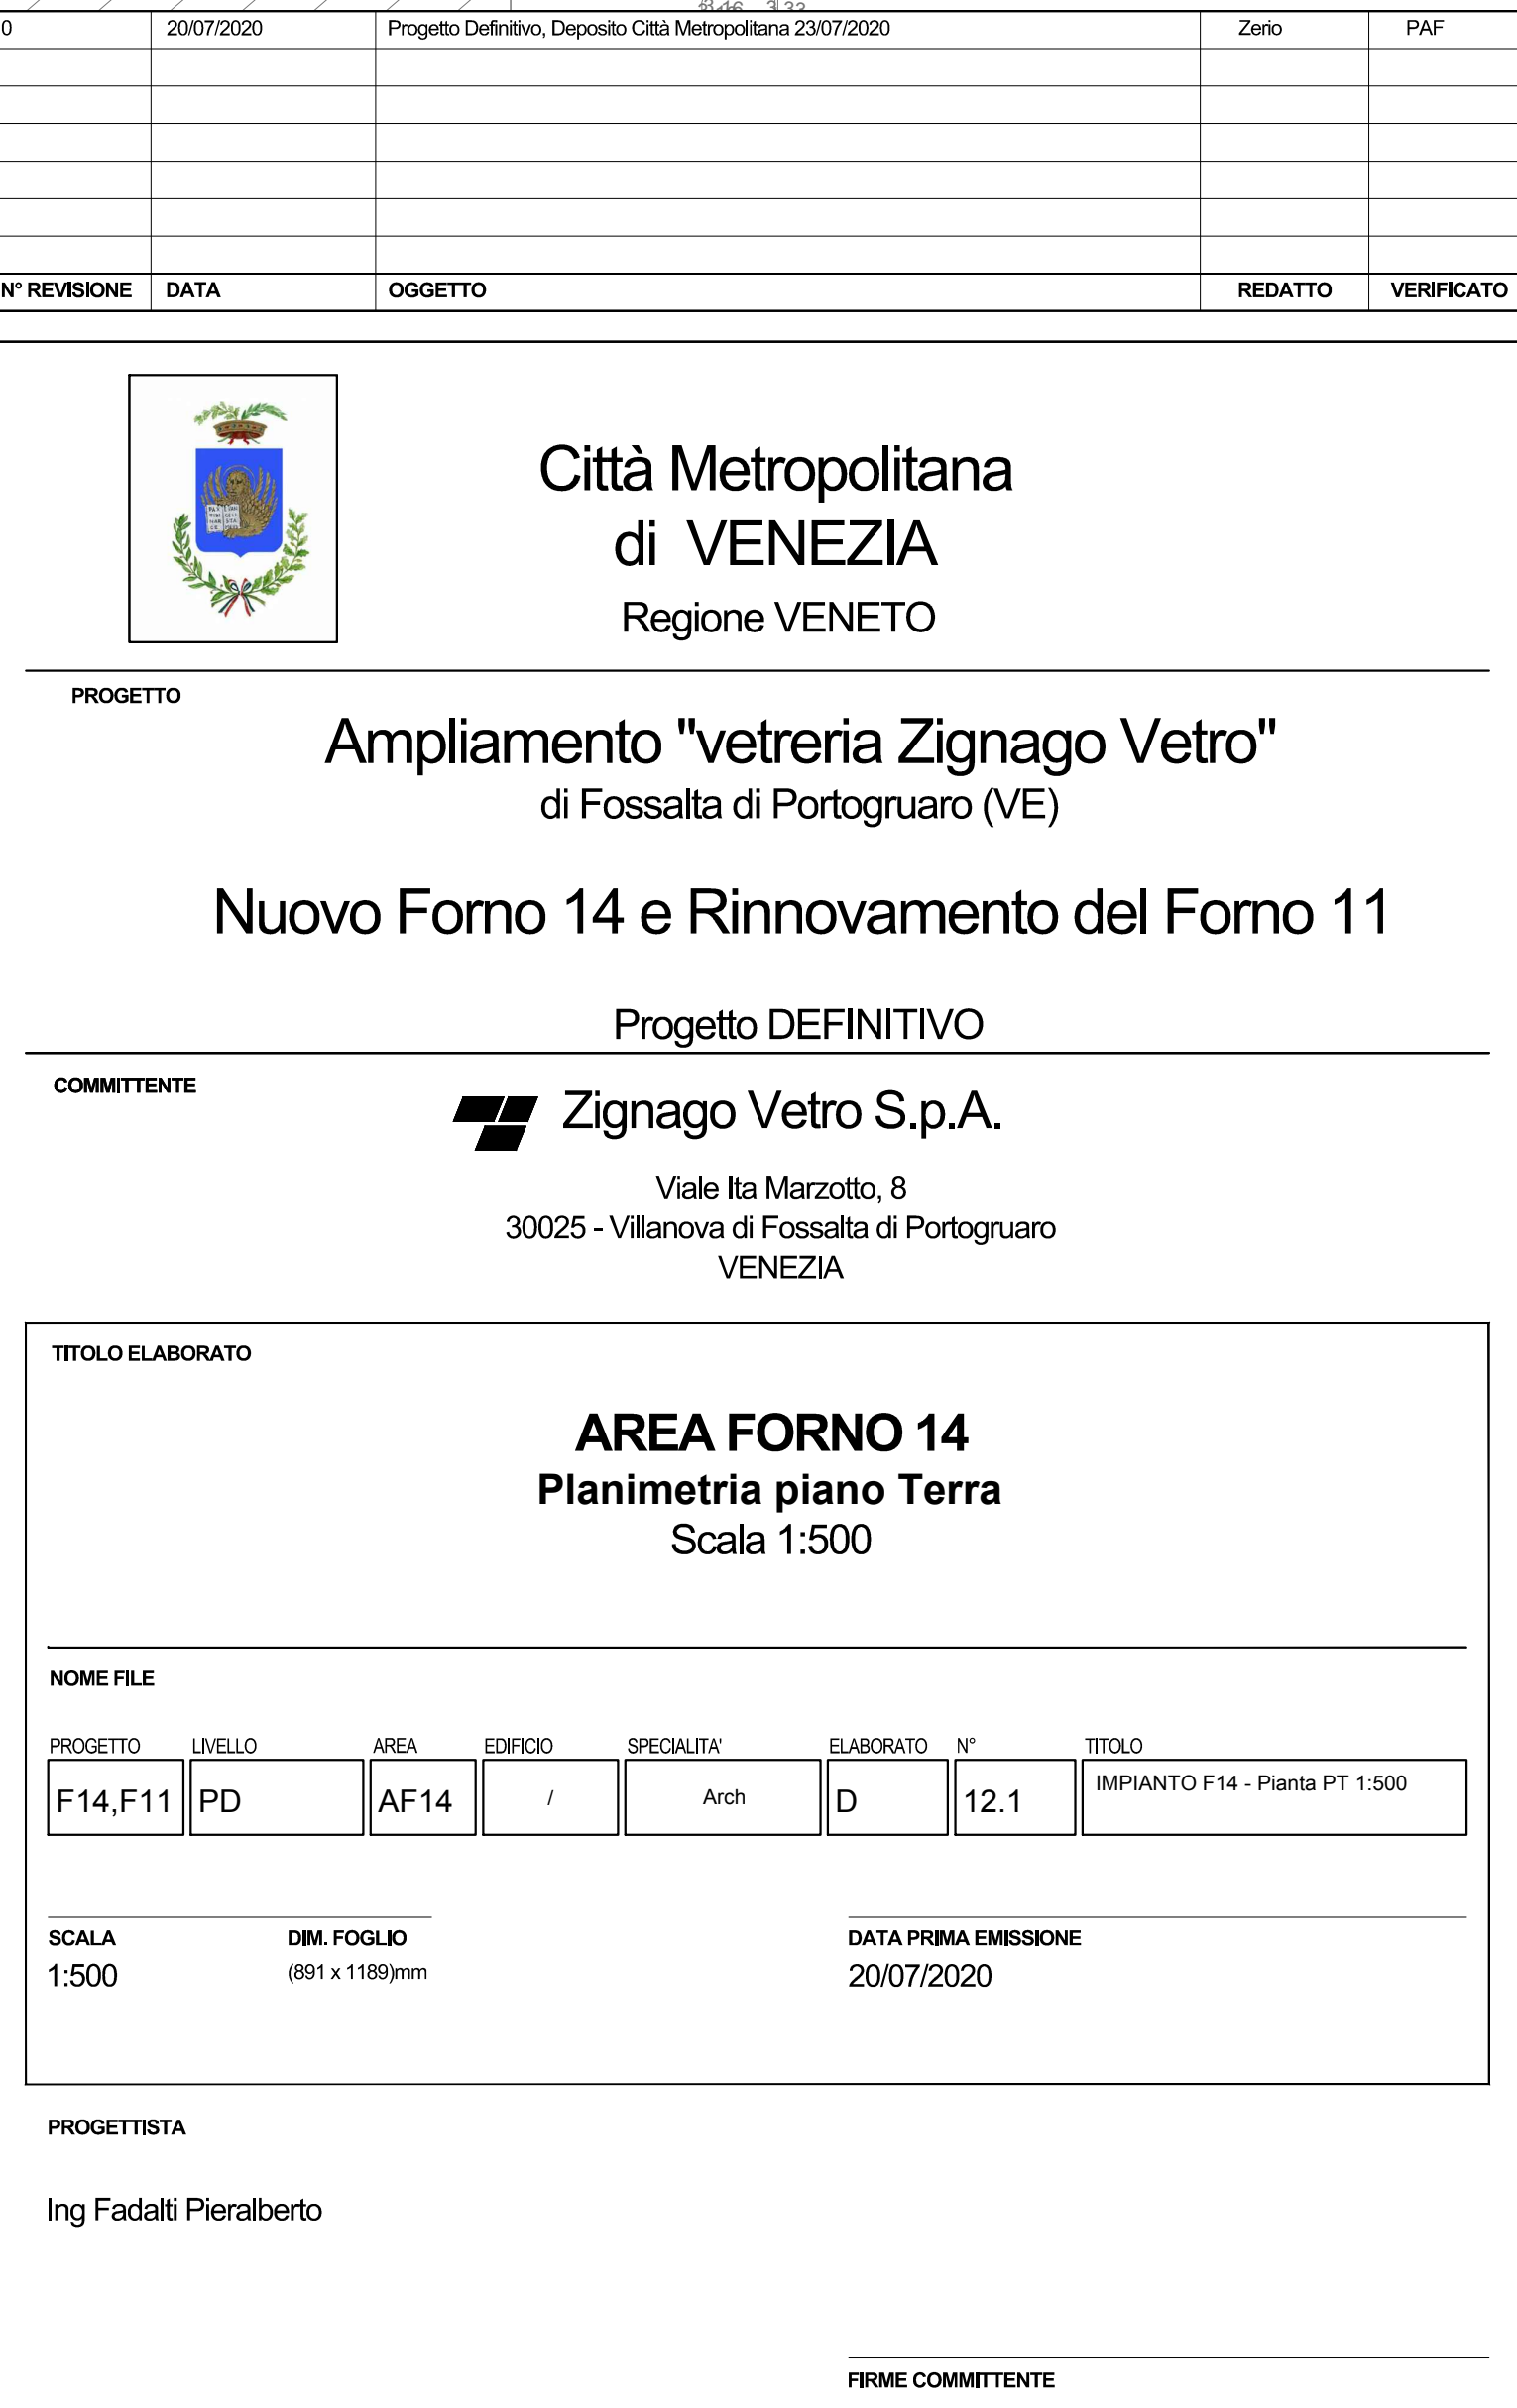 0 20/07/2020 Progetto Definitivo, Deposito Città Metropolitana 23/07/2020 Zerio PAF
N° REVISIONE DATA OGGETTO REDATTO VERIFICATO
Città Metropolitana
di VENEZIA
Regione VENETO
PROGETTO
Ampliamento "vetreria Zignago Vetro"
di Fossalta di Portogruaro (VE)
Nuovo Forno 14 e Rinnovamento del Forno 11
Progetto DEFINITIVO
COMMITTENTE
Zignago Vetro S.p.A.
Viale Ita Marzotto, 8
30025 - Villanova di Fossalta di Portogruaro
VENEZIA
TITOLO ELABORATO
AREA FORNO 14
Planimetria piano Terra
Scala 1:500
NOME FILE
PROGETTO LIVELLO AREA EDIFICIO SPECIALITA' ELABORATO N° TITOLO
F14,F11 PD AF14 / Arch D 12.1 IMPIANTO F14 - Pianta PT 1:500
SCALA DIM. FOGLIO DATA PRIMA EMISSIONE
1:500 (891 x 1189)mm 20/07/2020
PROGETTISTA
Ing Fadalti Pieralberto
FIRME COMMITTENTE